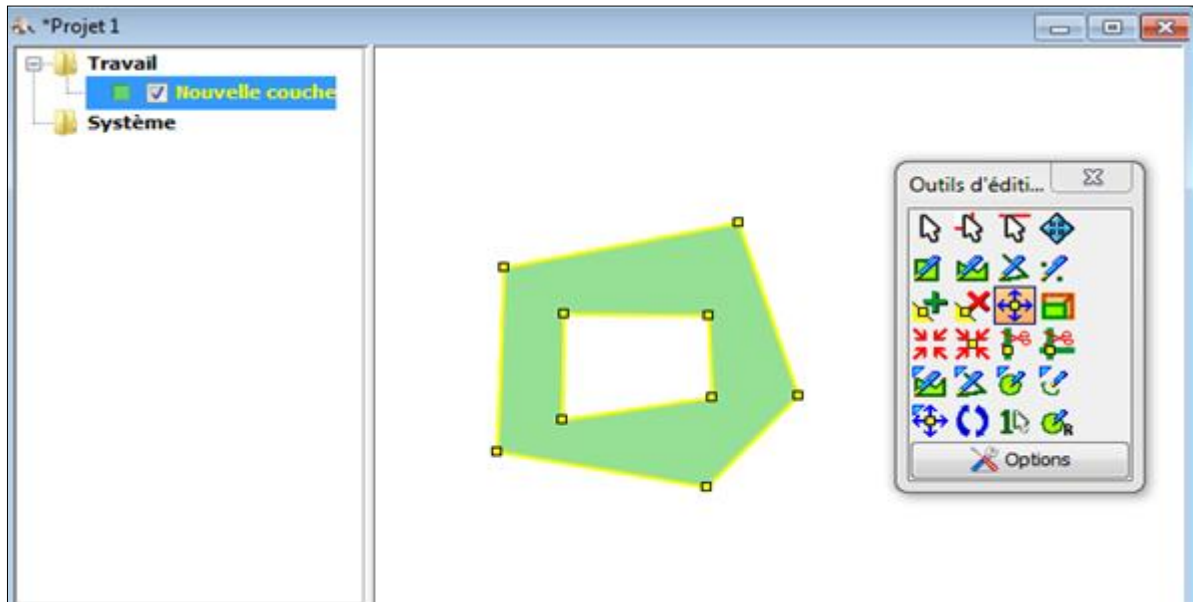 *Projet 1
Travail
Nouvelle couche
Système
Outils d'éditi...
Options